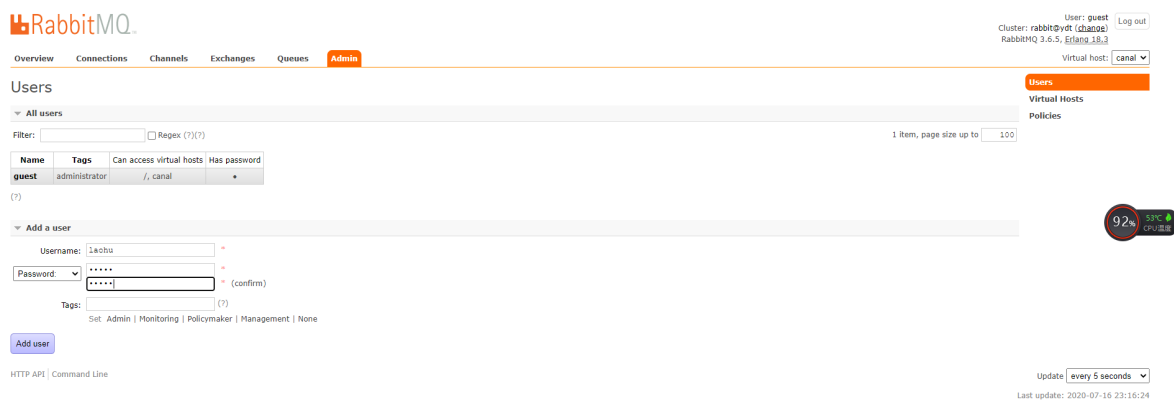 RabbitMQ
User: guest
Log out
Cluster: rabbit@ydt (change)
RabbitMQ 3.6.5, Erlang 18.3
Overview Connections Channels Exchanges Queues Admin
Virtual host: canal
Users
Users
Virtual Hosts
Policies
All users
Filter: Regex (?)(?)
1 item, page size up to 100
Name Tags Can access virtual hosts Has password
guest administrator /, canal •
(?)
92% 53℃
CPU温度
Add a user
Username: laohu *
Password: ••••• *
••••• * (confirm)
Tags: (?)
Set Admin | Monitoring | Policymaker | Management | None
Add user
HTTP API | Command Line
Update every 5 seconds
Last update: 2020-07-16 23:16:24